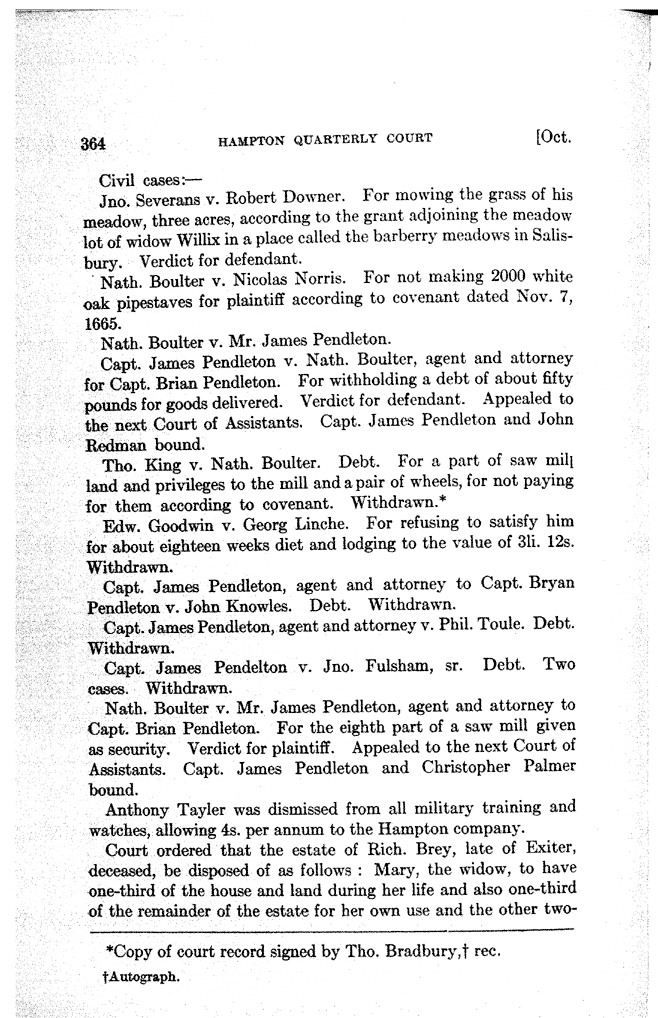 364 HAMPTON QUARTERLY COURT [Oct.
Civil cases:—
Jno. Severans v. Robert Downer. For mowing the grass of his
meadow, three acres, according to the grant adjoining the meadow
lot of widow Willix in a place called the barberry meadows in Salis-
bury. Verdict for defendant.
Nath. Boulter v. Nicolas Norris. For not making 2000 white
oak pipestaves for plaintiff according to covenant dated Nov. 7,
1665.
Nath. Boulter v. Mr. James Pendleton.
Capt. James Pendleton v. Nath. Boulter, agent and attorney
for Capt. Brian Pendleton. For withholding a debt of about fifty
pounds for goods delivered. Verdict for defendant. Appealed to
the next Court of Assistants. Capt. James Pendleton and John
Redman bound.
Tho. King v. Nath. Boulter. Debt. For a part of saw mill
land and privileges to the mill and a pair of wheels, for not paying
for them according to covenant. Withdrawn.*
Edw. Goodwin v. Georg Linche. For refusing to satisfy him
for about eighteen weeks diet and lodging to the value of 3li. 12s.
Withdrawn.
Capt. James Pendleton, agent and attorney to Capt. Bryan
Pendleton v. John Knowles. Debt. Withdrawn.
Capt. James Pendleton, agent and attorney v. Phil. Toule. Debt.
Withdrawn.
Capt. James Pendelton v. Jno. Fulsham, sr. Debt. Two
cases. Withdrawn.
Nath. Boulter v. Mr. James Pendleton, agent and attorney to
Capt. Brian Pendleton. For the eighth part of a saw mill given
as security. Verdict for plaintiff. Appealed to the next Court of
Assistants. Capt. James Pendleton and Christopher Palmer
bound.
Anthony Tayler was dismissed from all military training and
watches, allowing 4s. per annum to the Hampton company.
Court ordered that the estate of Rich. Brey, late of Exiter,
deceased, be disposed of as follows : Mary, the widow, to have
one-third of the house and land during her life and also one-third
of the remainder of the estate for her own use and the other two-
*Copy of court record signed by Tho. Bradbury,† rec.
†Autograph.